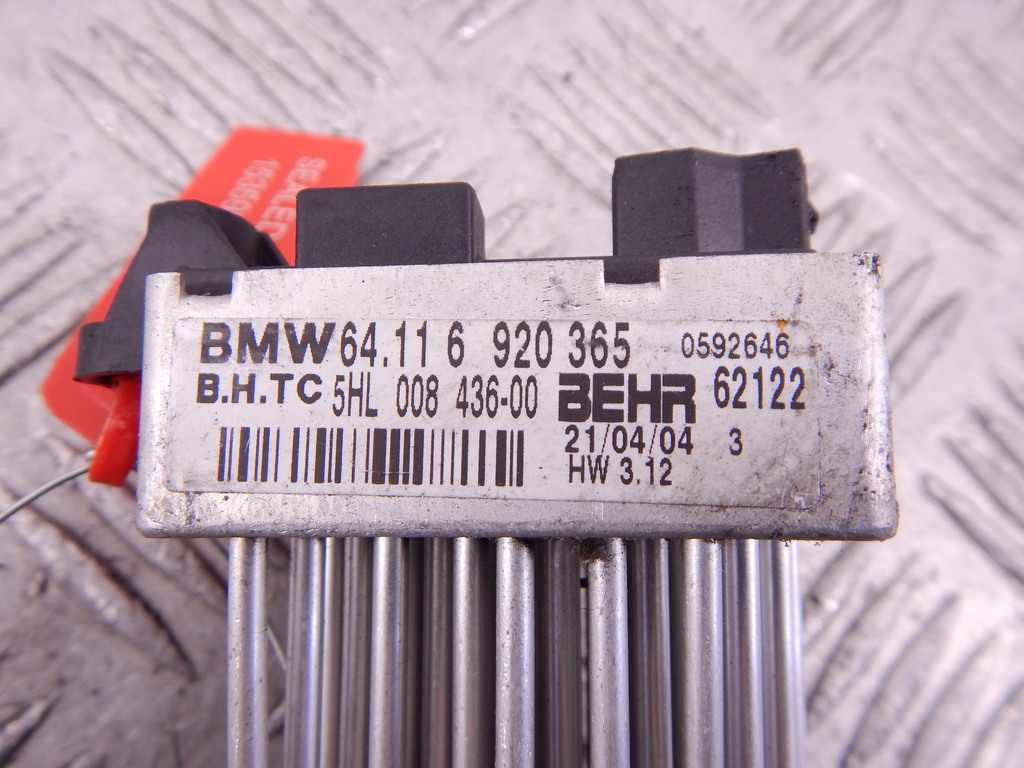 SEALED
BMW 64.11 6 920 365 0592646
B.H.TC 5HL 008 436-00 BEHR 62122
21/04/04 3
HW 3.12